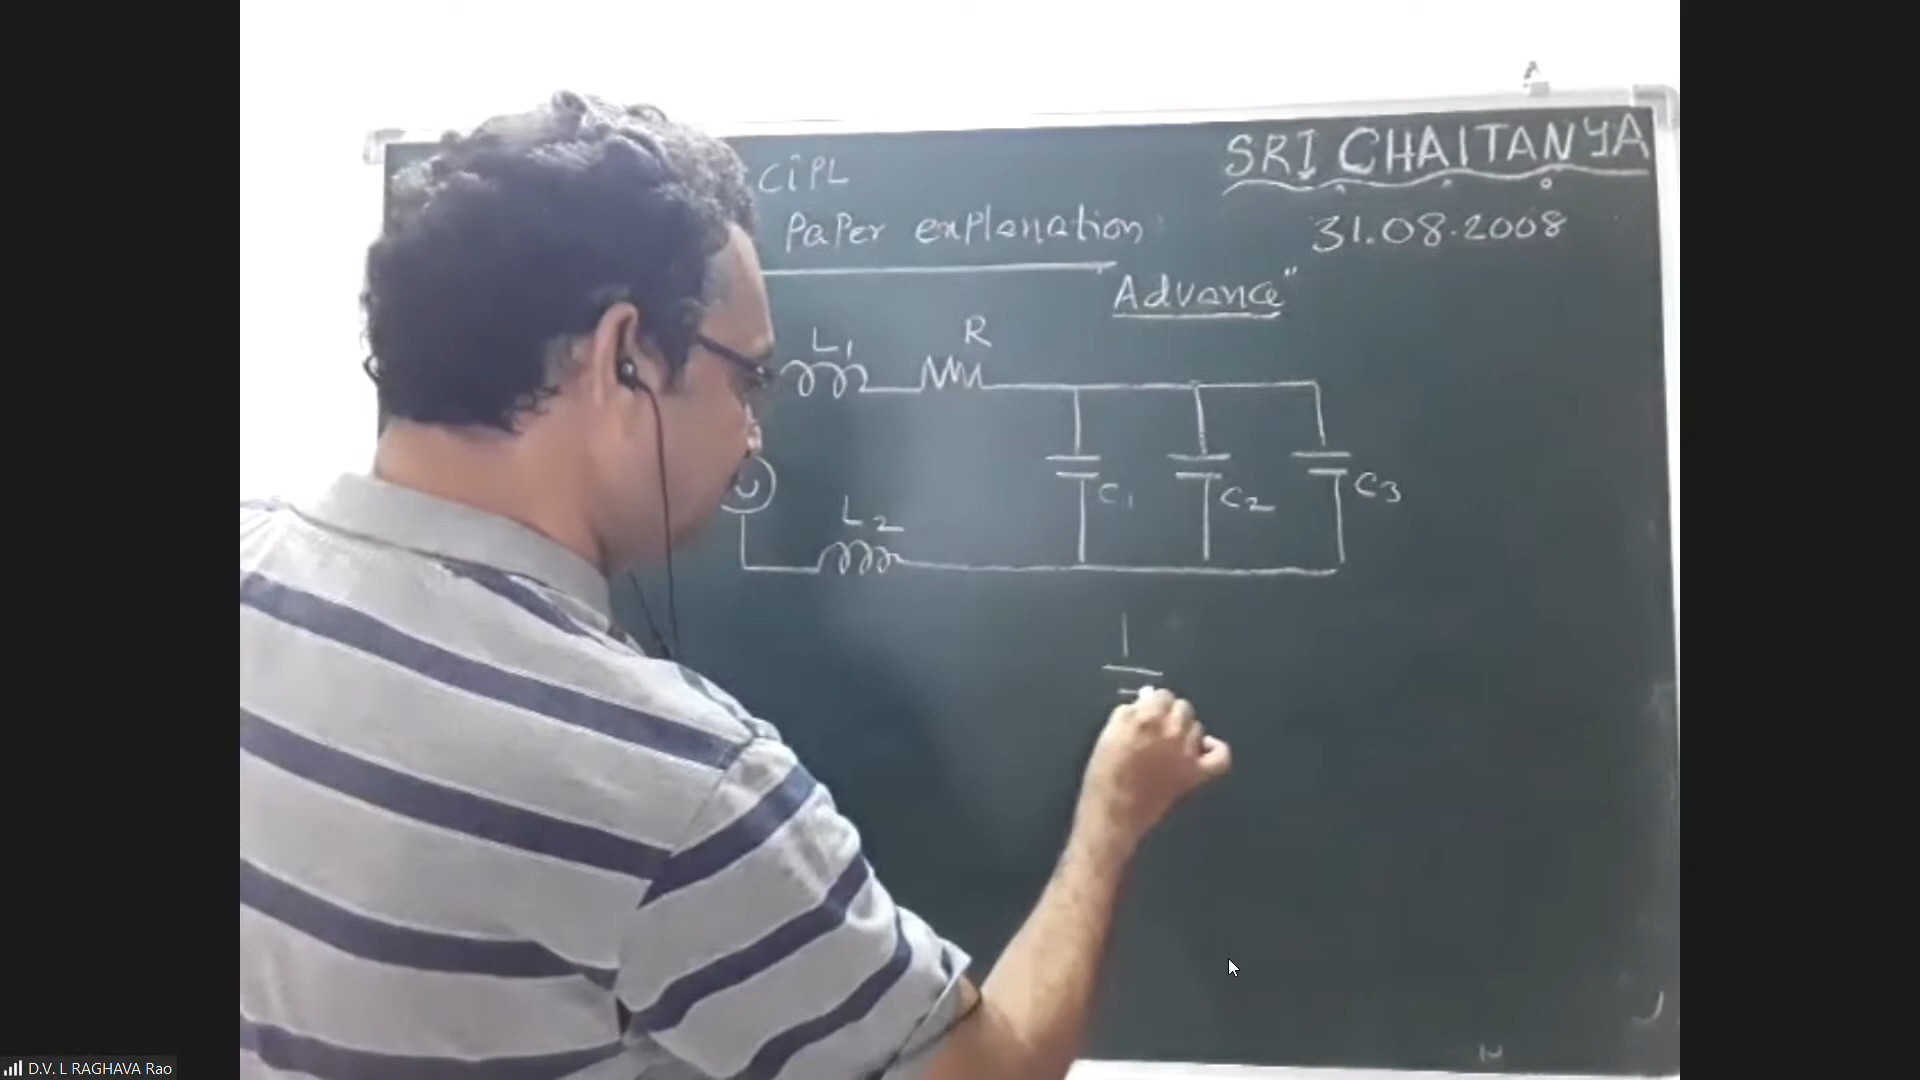 CiPL
SRI CHAITANYA
Paper explanation
31.08.2008
Advance"
L1
R
C1
C2
C3
L2
D.V. L RAGHAVA Rao